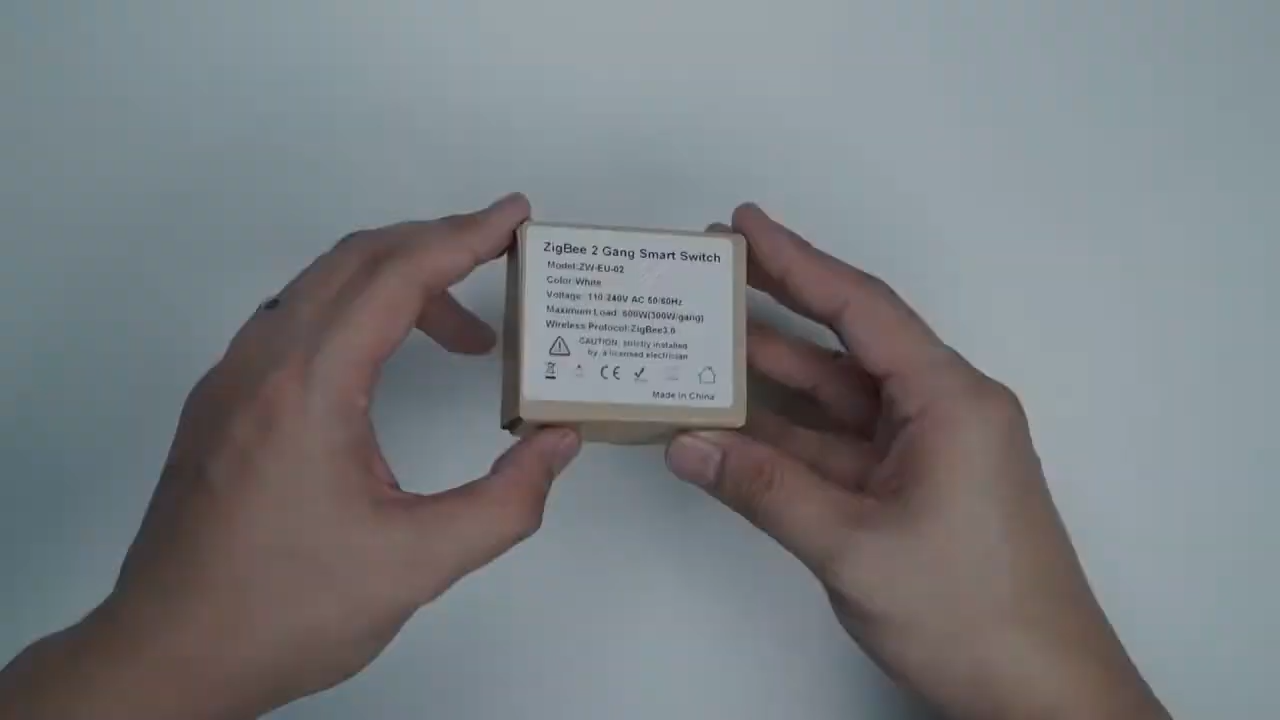 ZigBee 2 Gang Smart Switch
Model:ZW-EU-02
Color:White
Voltage: 110-240V AC 50/60Hz
Maximum Load: 600W(300W/gang)
Wireless Protocol:ZigBee3.0
CAUTION: strictly installed
by a licensed electrician
CE
Made in China